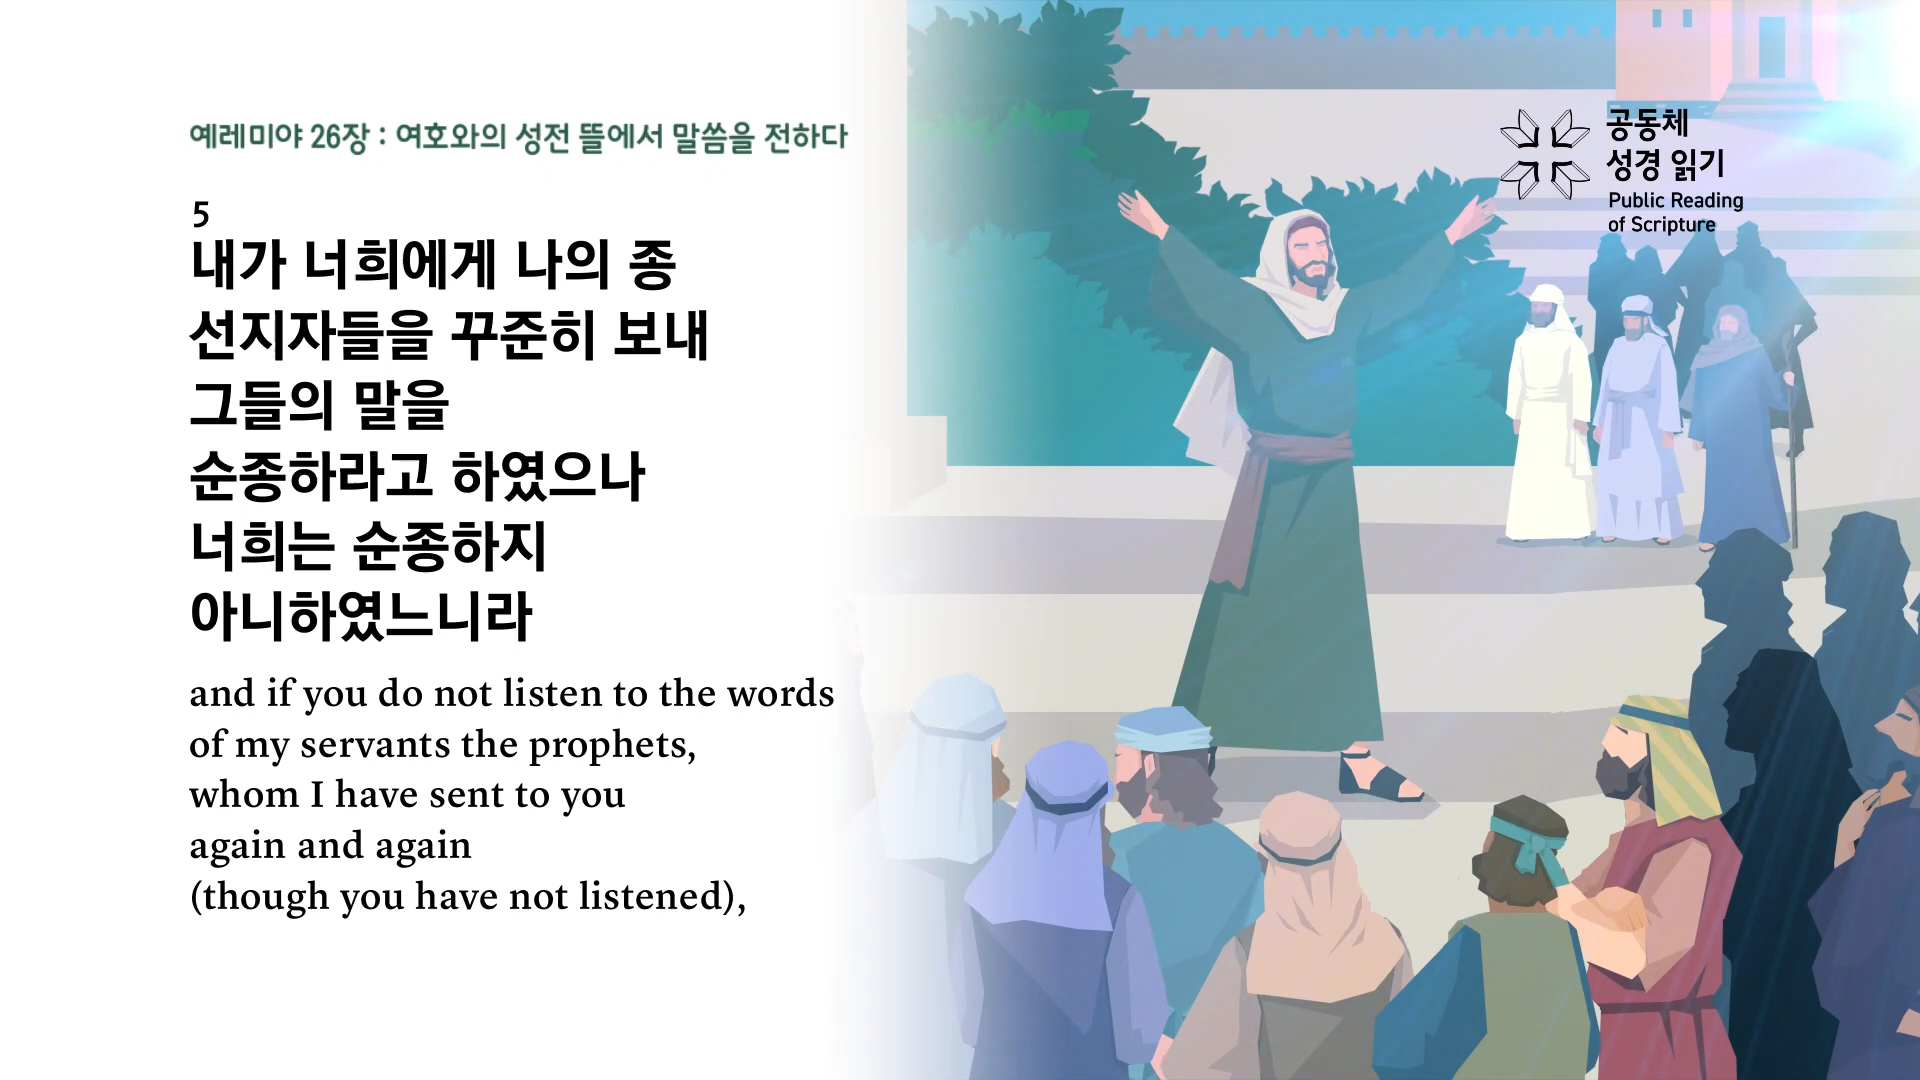 예레미야 26장 : 여호와의 성전 뜰에서 말씀을 전하다
5
내가 너희에게 나의 종
선지자들을 꾸준히 보내
그들의 말을
순종하라고 하였으나
너희는 순종하지
아니하였느니라
and if you do not listen to the words
of my servants the prophets,
whom I have sent to you
again and again
(though you have not listened),
공동체
성경 읽기
Public Reading
of Scripture